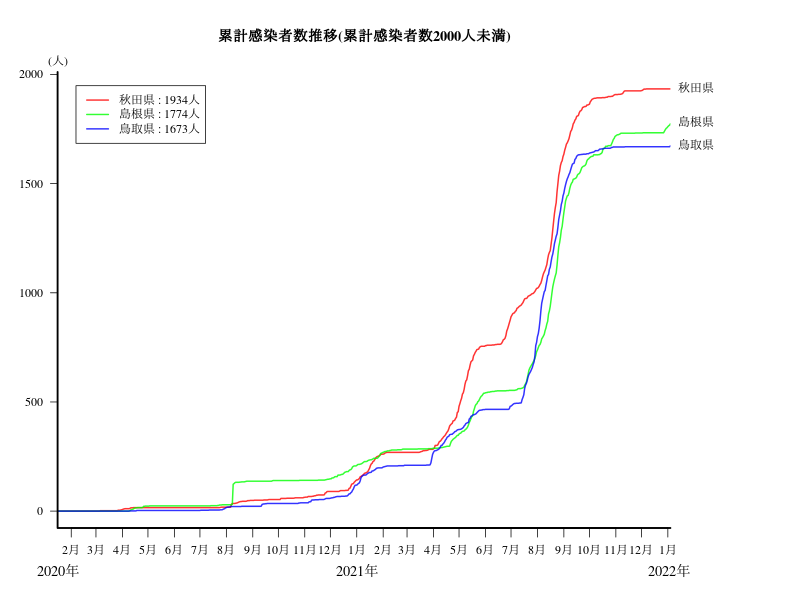 累計感染者数推移(累計感染者数2000人未満)
(人)
2000
1500
1000
500
0
秋田県 : 1934人
島根県 : 1774人
鳥取県 : 1673人
秋田県
島根県
鳥取県
2月 3月 4月 5月 6月 7月 8月 9月 10月 11月 12月 1月 2月 3月 4月 5月 6月 7月 8月 9月 10月 11月 12月 1月
2020年 2021年 2022年